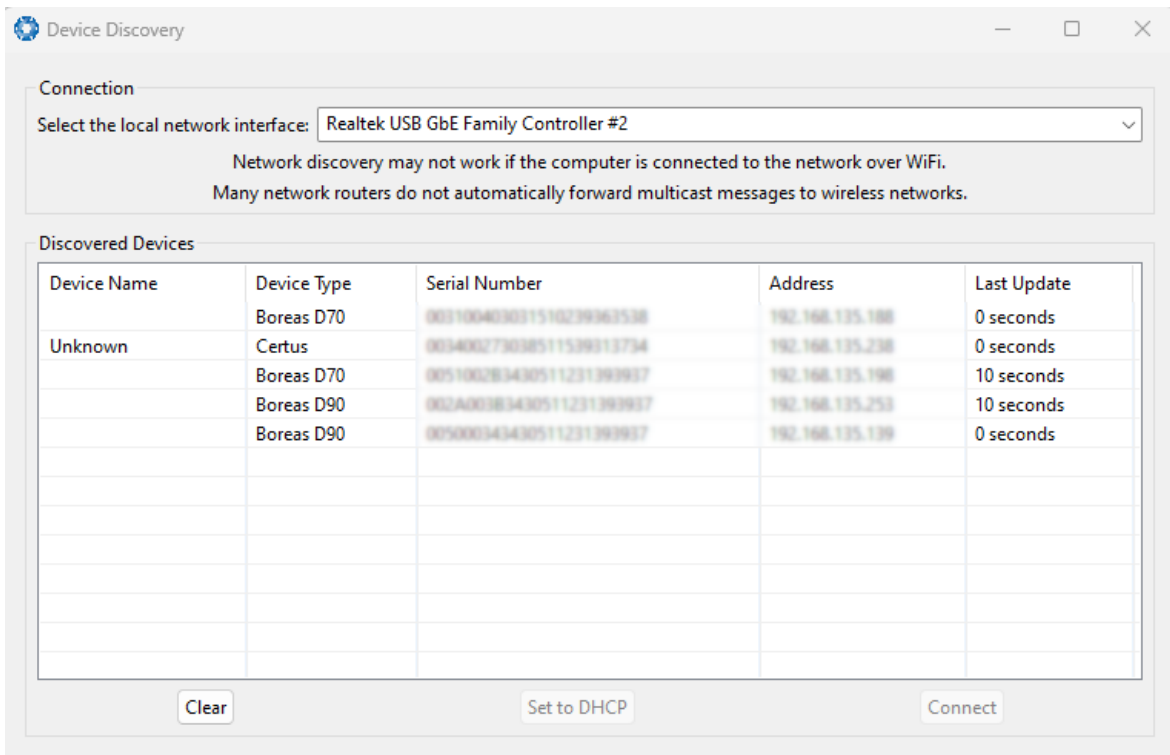 Device Discovery
Connection
Select the local network interface: Realtek USB GbE Family Controller #2
Network discovery may not work if the computer is connected to the network over WiFi.
Many network routers do not automatically forward multicast messages to wireless networks.
Discovered Devices
Device Name Device Type Serial Number Address Last Update
Boreas D70 0 seconds
Unknown Certus 0 seconds
Boreas D70 10 seconds
Boreas D90 10 seconds
Boreas D90 0 seconds
Clear Set to DHCP Connect